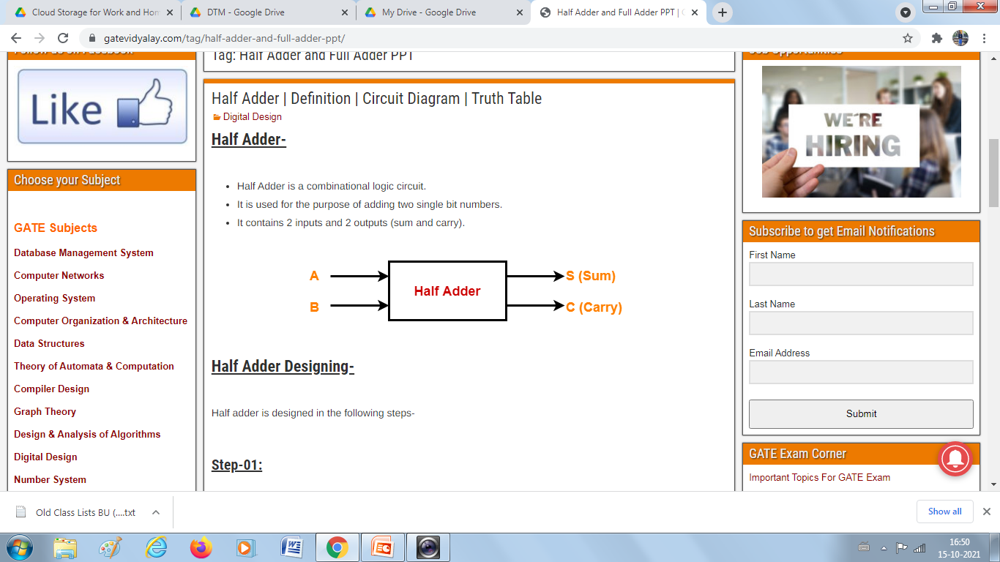 Cloud Storage for Work and Hom
DTM - Google Drive
My Drive - Google Drive
Half Adder and Full Adder PPT |
gatevidyalay.com/tag/half-adder-and-full-adder-ppt/
Follow us on Facebook
Like
Choose your Subject
GATE Subjects
Database Management System
Computer Networks
Operating System
Computer Organization & Architecture
Data Structures
Theory of Automata & Computation
Compiler Design
Graph Theory
Design & Analysis of Algorithms
Digital Design
Number System
Tag: Half Adder and Full Adder PPT
Half Adder | Definition | Circuit Diagram | Truth Table
Digital Design
Half Adder-
Half Adder is a combinational logic circuit.
It is used for the purpose of adding two single bit numbers.
It contains 2 inputs and 2 outputs (sum and carry).
A
B
Half Adder
S (Sum)
C (Carry)
Half Adder Designing-
Half adder is designed in the following steps-
Step-01:
Job Opportunities
WE'RE
HIRING
Subscribe to get Email Notifications
First Name
Last Name
Email Address
Submit
GATE Exam Corner
Important Topics For GATE Exam
Old Class Lists BU (....txt
Show all
16:50
15-10-2021